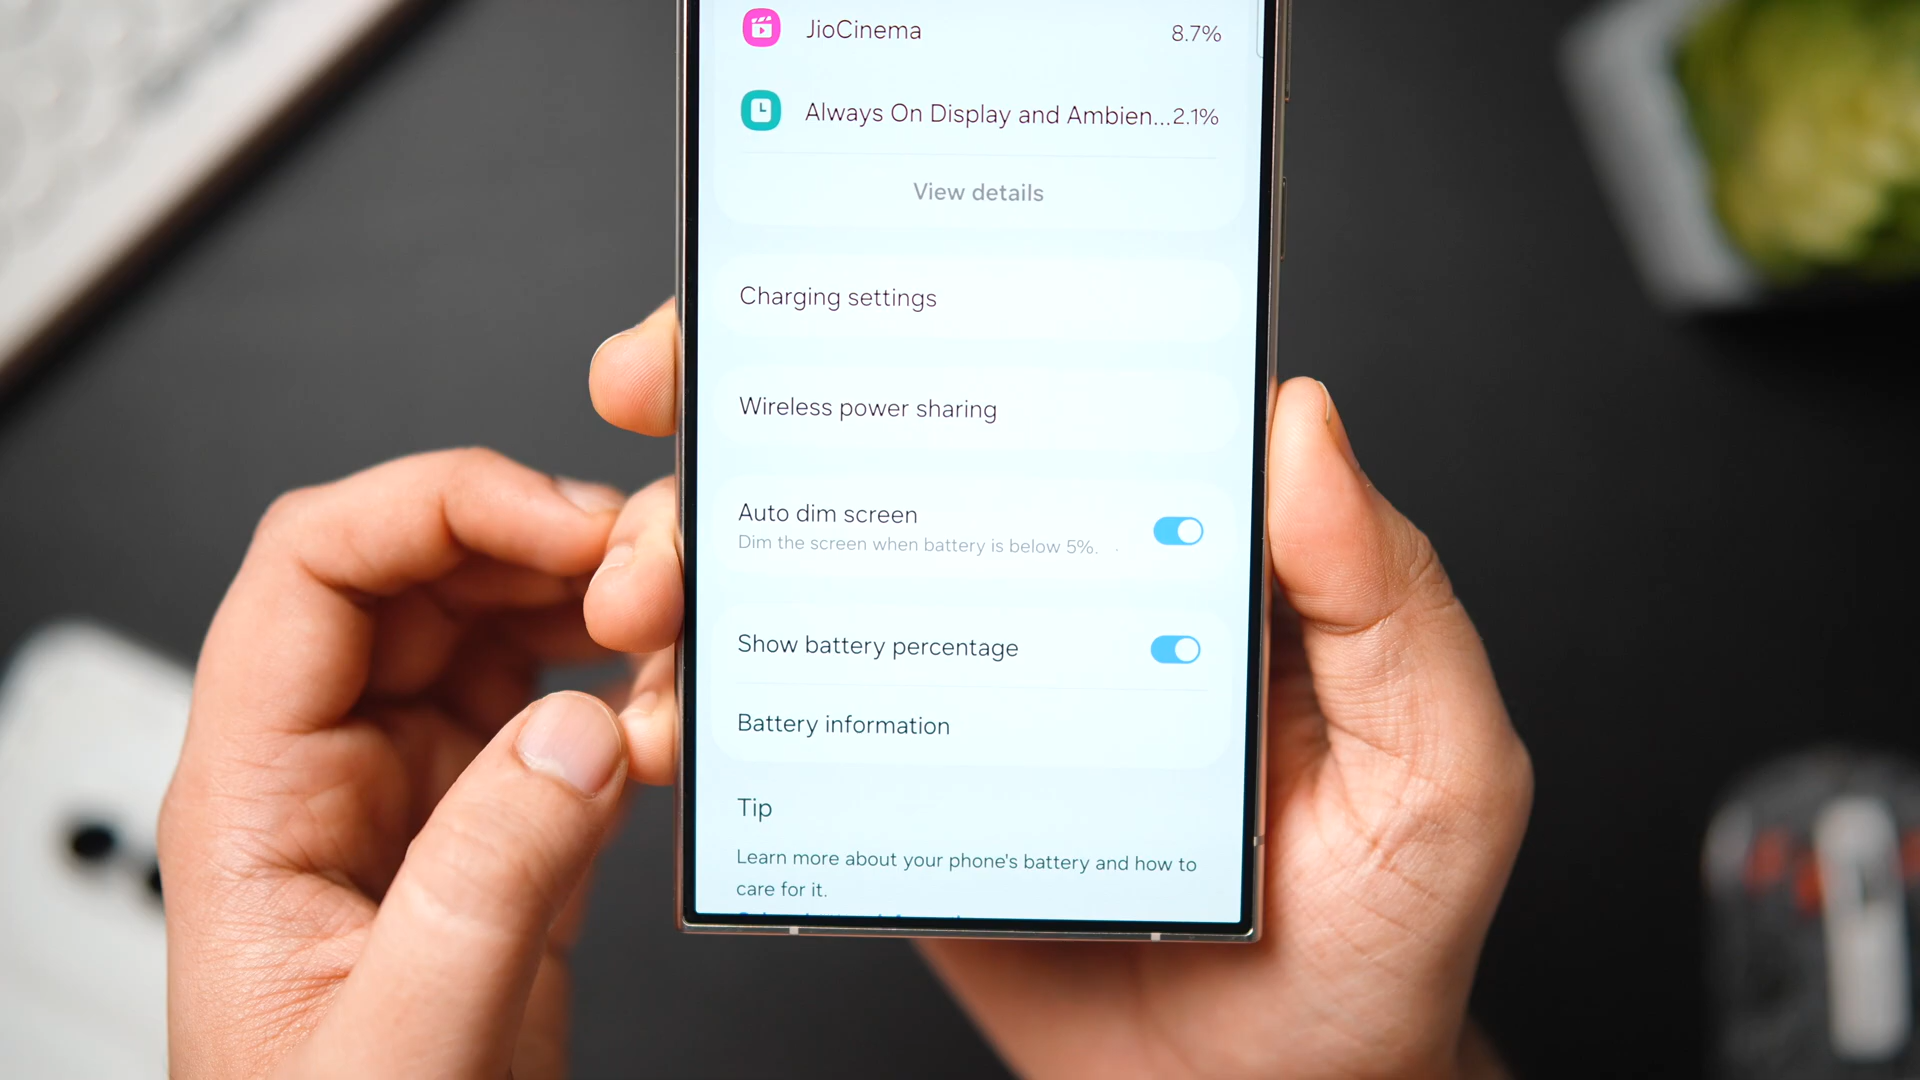 JioCinema 8.7%
Always On Display and Ambien...2.1%
View details
Charging settings
Wireless power sharing
Auto dim screen
Dim the screen when battery is below 5%.
Show battery percentage
Battery information
Tip
Learn more about your phone's battery and how to
care for it.